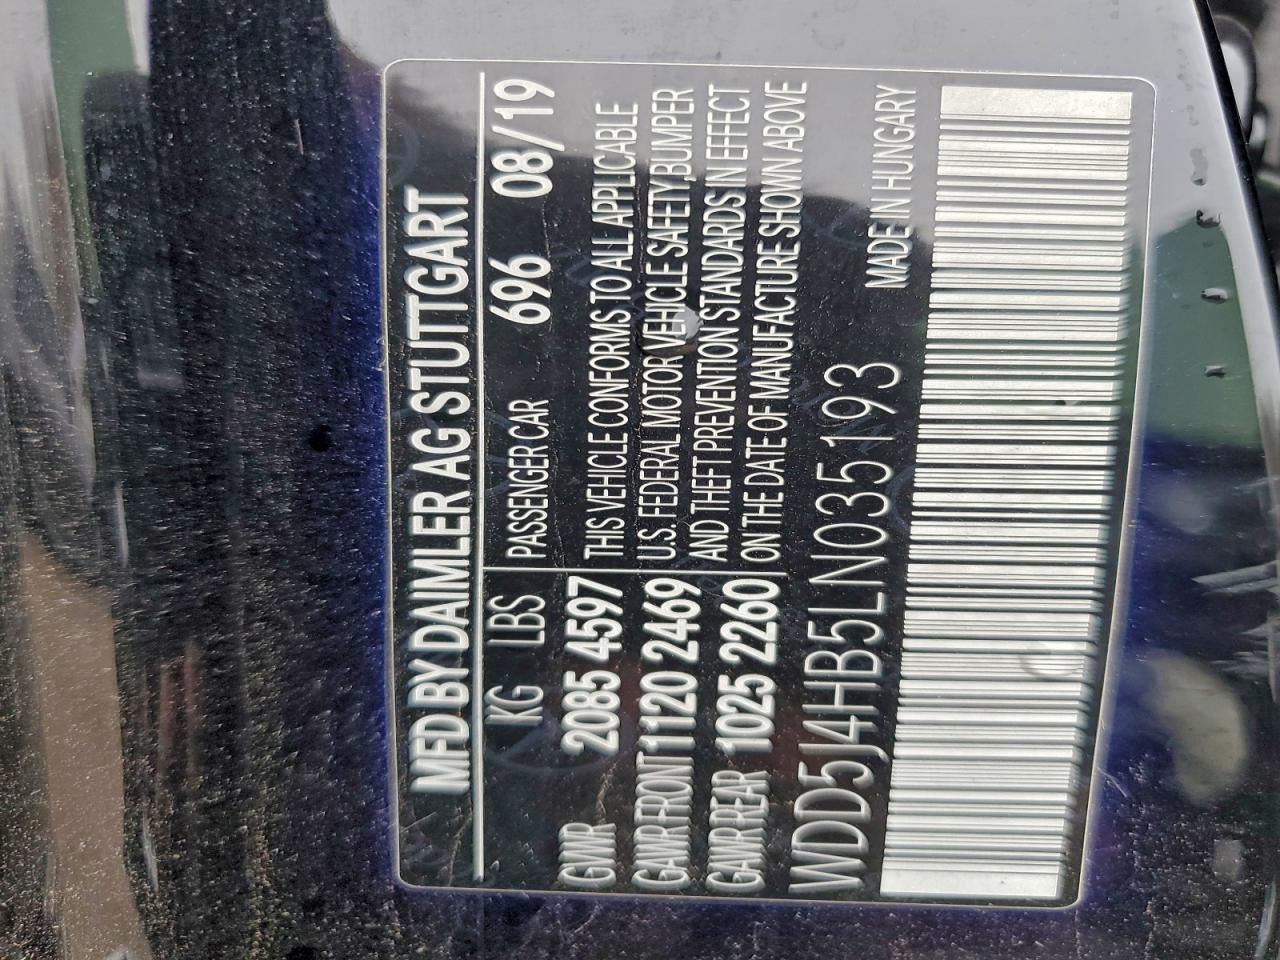 MFD BY DAIMLER AG STUTTGART
KG LBS PASSENGER CAR 696 08/19
GVWR 2085 4597 THIS VEHICLE CONFORMS TO ALL APPLICABLE
GAWR FRONT 1120 2469 U.S. FEDERAL MOTOR VEHICLE SAFETY,BUMPER
GAWR REAR 1025 2260 AND THEFT PREVENTION STANDARDS IN EFFECT
ON THE DATE OF MANUFACTURE SHOWN ABOVE
WDD5J4HB5LN035193 MADE IN HUNGARY